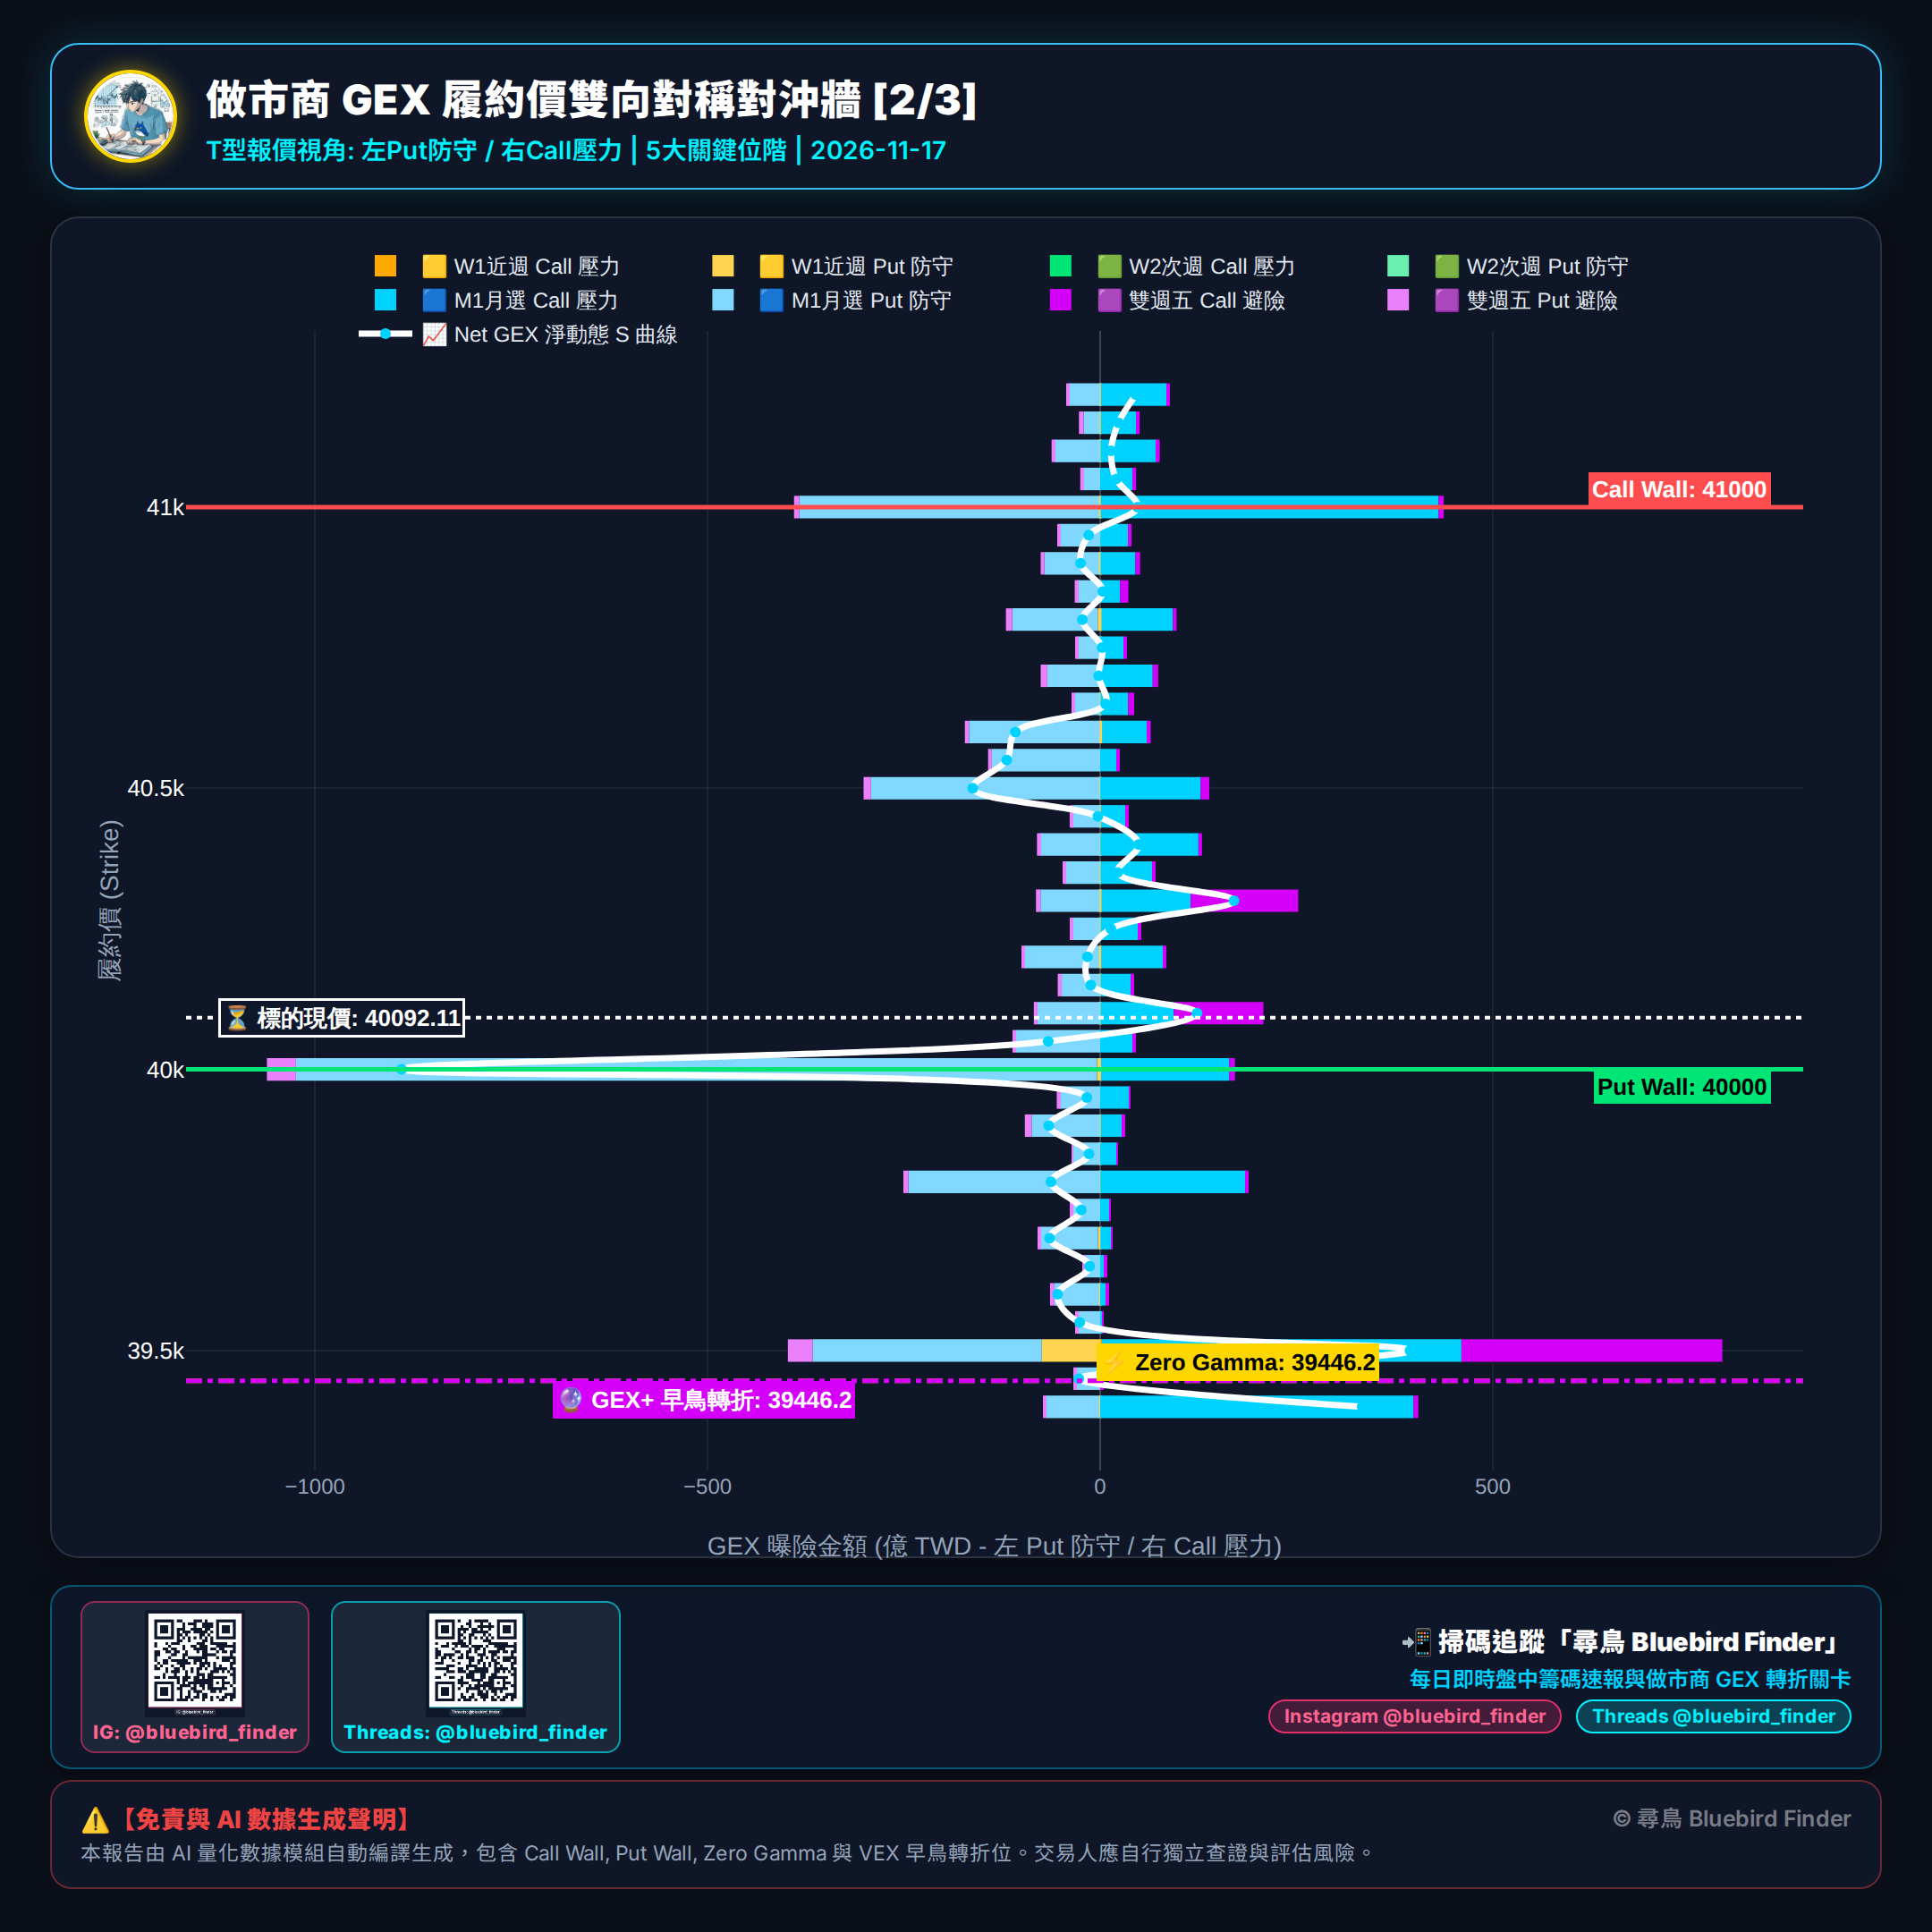 做市商 GEX 履約價雙向對稱對沖牆 [2/3]
T型報價視角: 左Put防守 / 右Call壓力 | 5大關鍵位階 | 2026-11-17
W1近週 Call 壓力
W1近週 Put 防守
W2次週 Call 壓力
W2次週 Put 防守
M1月選 Call 壓力
M1月選 Put 防守
雙週五 Call 避險
雙週五 Put 避險
Net GEX 淨動態 S 曲線
Call Wall: 41000
41k
40.5k
履約價 (Strike)
標的現價: 40092.11
40k
Put Wall: 40000
39.5k
Zero Gamma: 39446.2
GEX+ 早鳥轉折: 39446.2
−1000
−500
0
500
GEX 曝險金額 (億 TWD - 左 Put 防守 / 右 Call 壓力)
IG: @bluebird_finder
IG: @bluebird_finder
Threads: @bluebird_finder
Threads: @bluebird_finder
掃碼追蹤「尋鳥 Bluebird Finder」
每日即時盤中籌碼速報與做市商 GEX 轉折關卡
Instagram @bluebird_finder
Threads @bluebird_finder
⚠️【免責與 AI 數據生成聲明】
© 尋鳥 Bluebird Finder
本報告由 AI 量化數據模組自動編譯生成，包含 Call Wall, Put Wall, Zero Gamma 與 VEX 早鳥轉折位。交易人應自行獨立查證與評估風險。